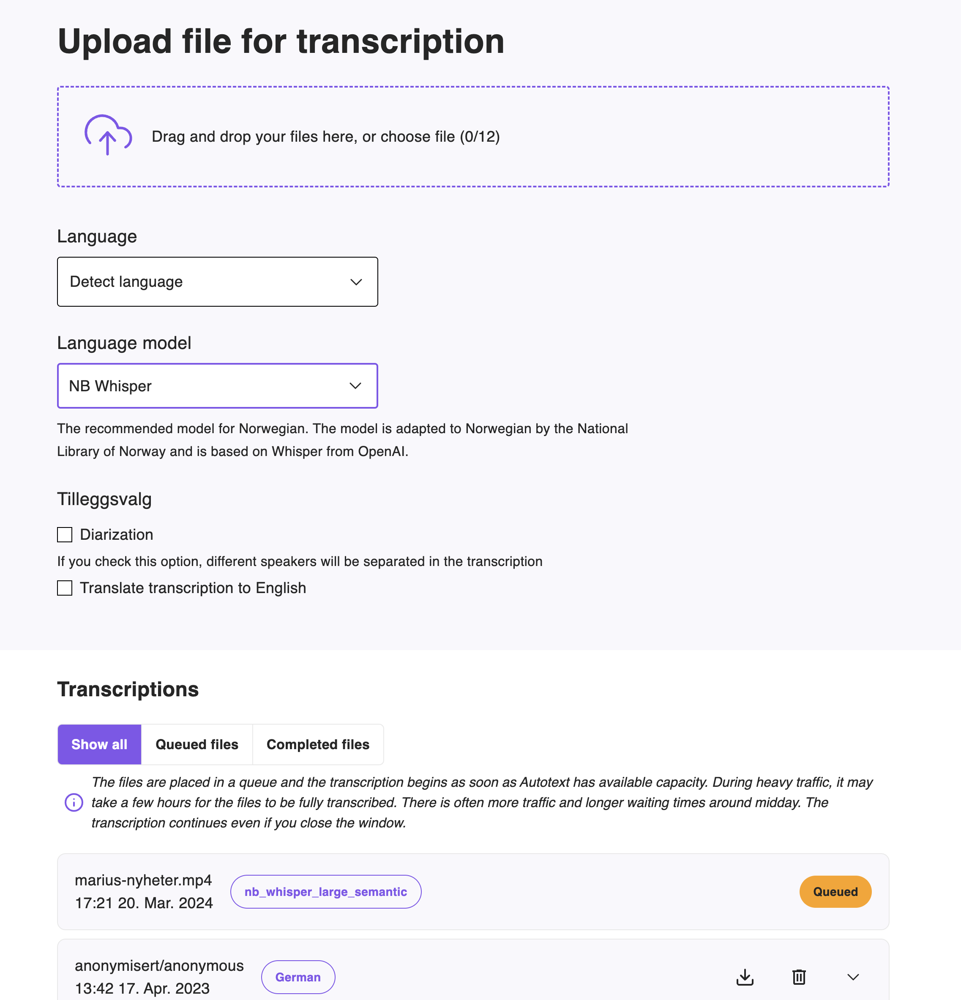 Upload file for transcription
Drag and drop your files here, or choose file (0/12)
Language
Detect language
Language model
NB Whisper
The recommended model for Norwegian. The model is adapted to Norwegian by the National
Library of Norway and is based on Whisper from OpenAI.
Tilleggsvalg
Diarization
If you check this option, different speakers will be separated in the transcription
Translate transcription to English
Transcriptions
Show all
Queued files
Completed files
The files are placed in a queue and the transcription begins as soon as Autotext has available capacity. During heavy traffic, it may
take a few hours for the files to be fully transcribed. There is often more traffic and longer waiting times around midday. The
transcription continues even if you close the window.
marius-nyheter.mp4
17:21 20. Mar. 2024
nb_whisper_large_semantic
Queued
anonymisert/anonymous
13:42 17. Apr. 2023
German